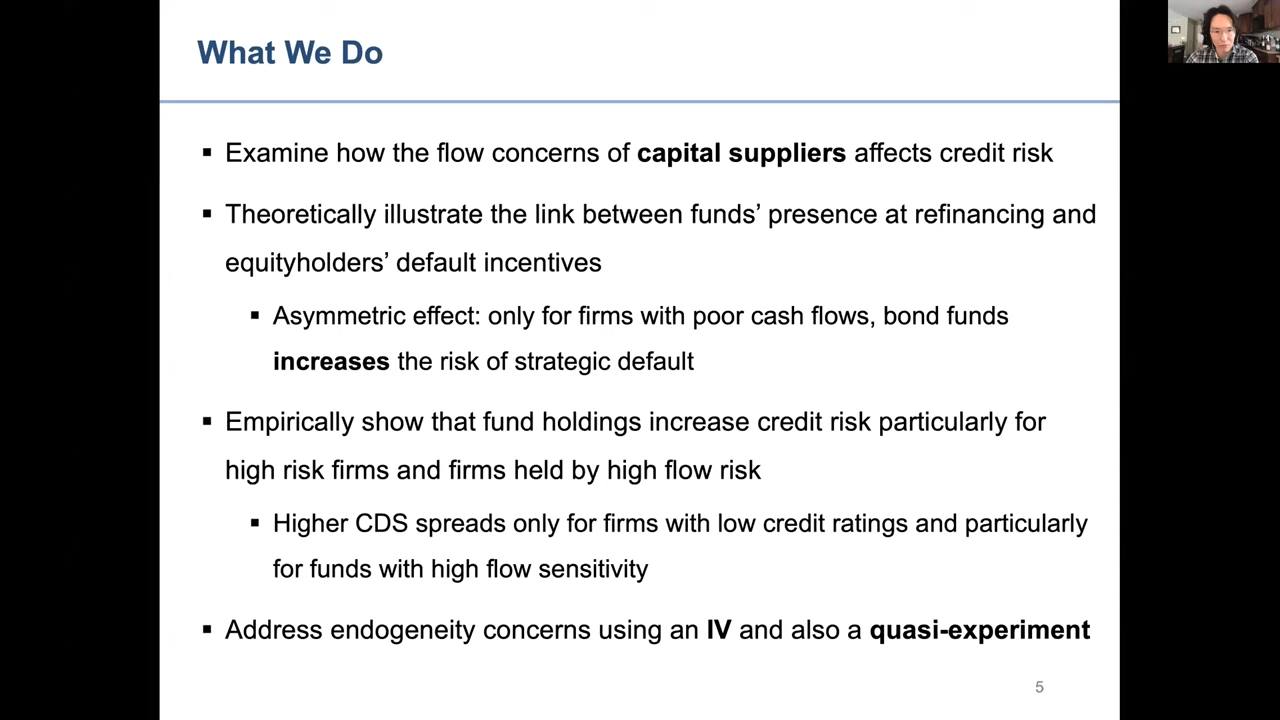 What We Do
▪ Examine how the flow concerns of capital suppliers affects credit risk
▪ Theoretically illustrate the link between funds’ presence at refinancing and
equityholders’ default incentives
▪ Asymmetric effect: only for firms with poor cash flows, bond funds
increases the risk of strategic default
▪ Empirically show that fund holdings increase credit risk particularly for
high risk firms and firms held by high flow risk
▪ Higher CDS spreads only for firms with low credit ratings and particularly
for funds with high flow sensitivity
▪ Address endogeneity concerns using an IV and also a quasi-experiment
5